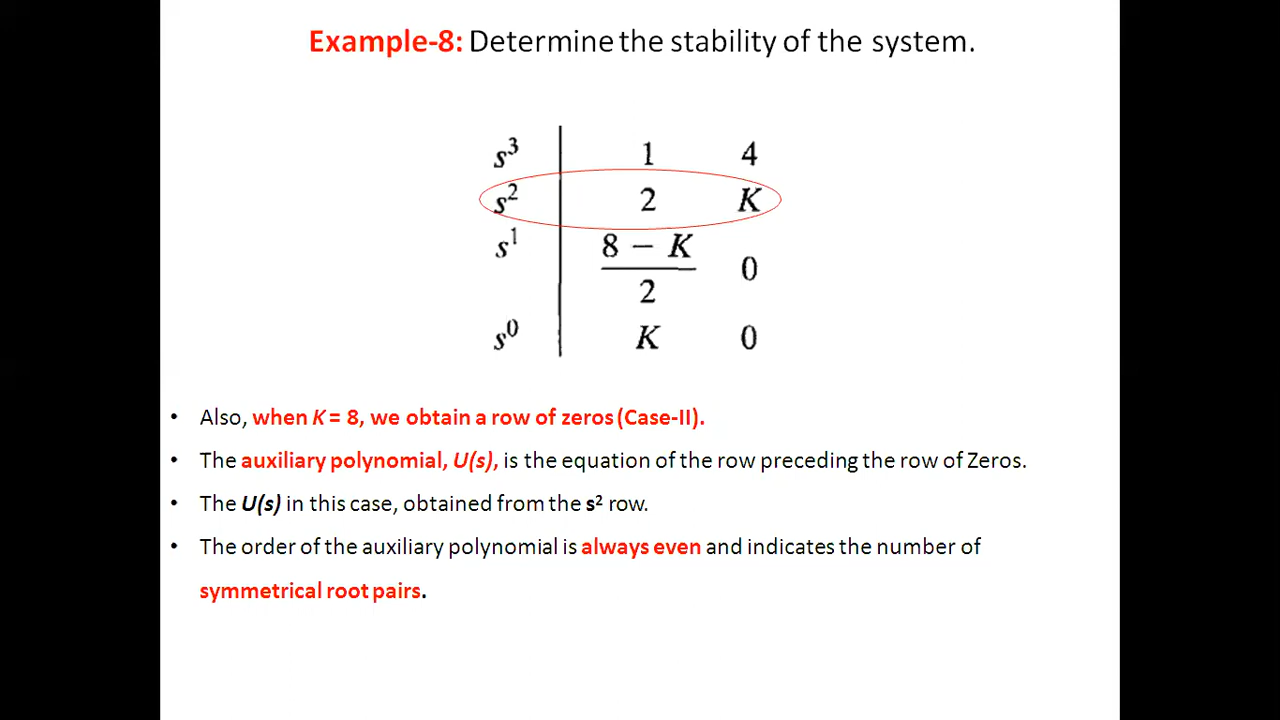 Example-8: Determine the stability of the system.
s³ 1 4
s² 2 K
s¹ (8 − K)/2 0
s⁰ K 0
• Also, when K = 8, we obtain a row of zeros (Case-II).
• The auxiliary polynomial, U(s), is the equation of the row preceding the row of Zeros.
• The U(s) in this case, obtained from the s² row.
• The order of the auxiliary polynomial is always even and indicates the number of
symmetrical root pairs.